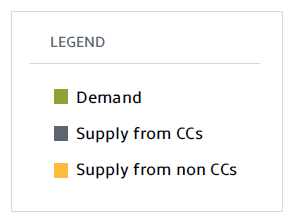 LEGEND
Demand
Supply from CCs
Supply from non CCs